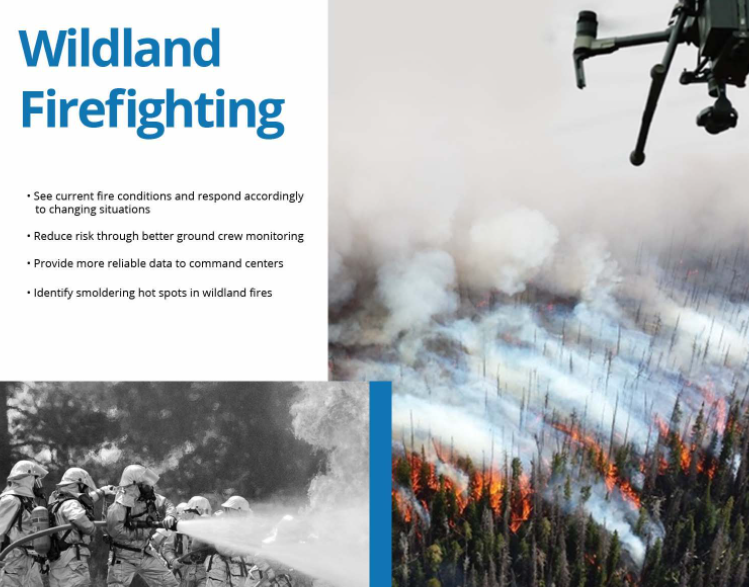 Wildland
Firefighting
• See current fire conditions and respond accordingly
to changing situations
• Reduce risk through better ground crew monitoring
• Provide more reliable data to command centers
• Identify smoldering hot spots in wildland fires